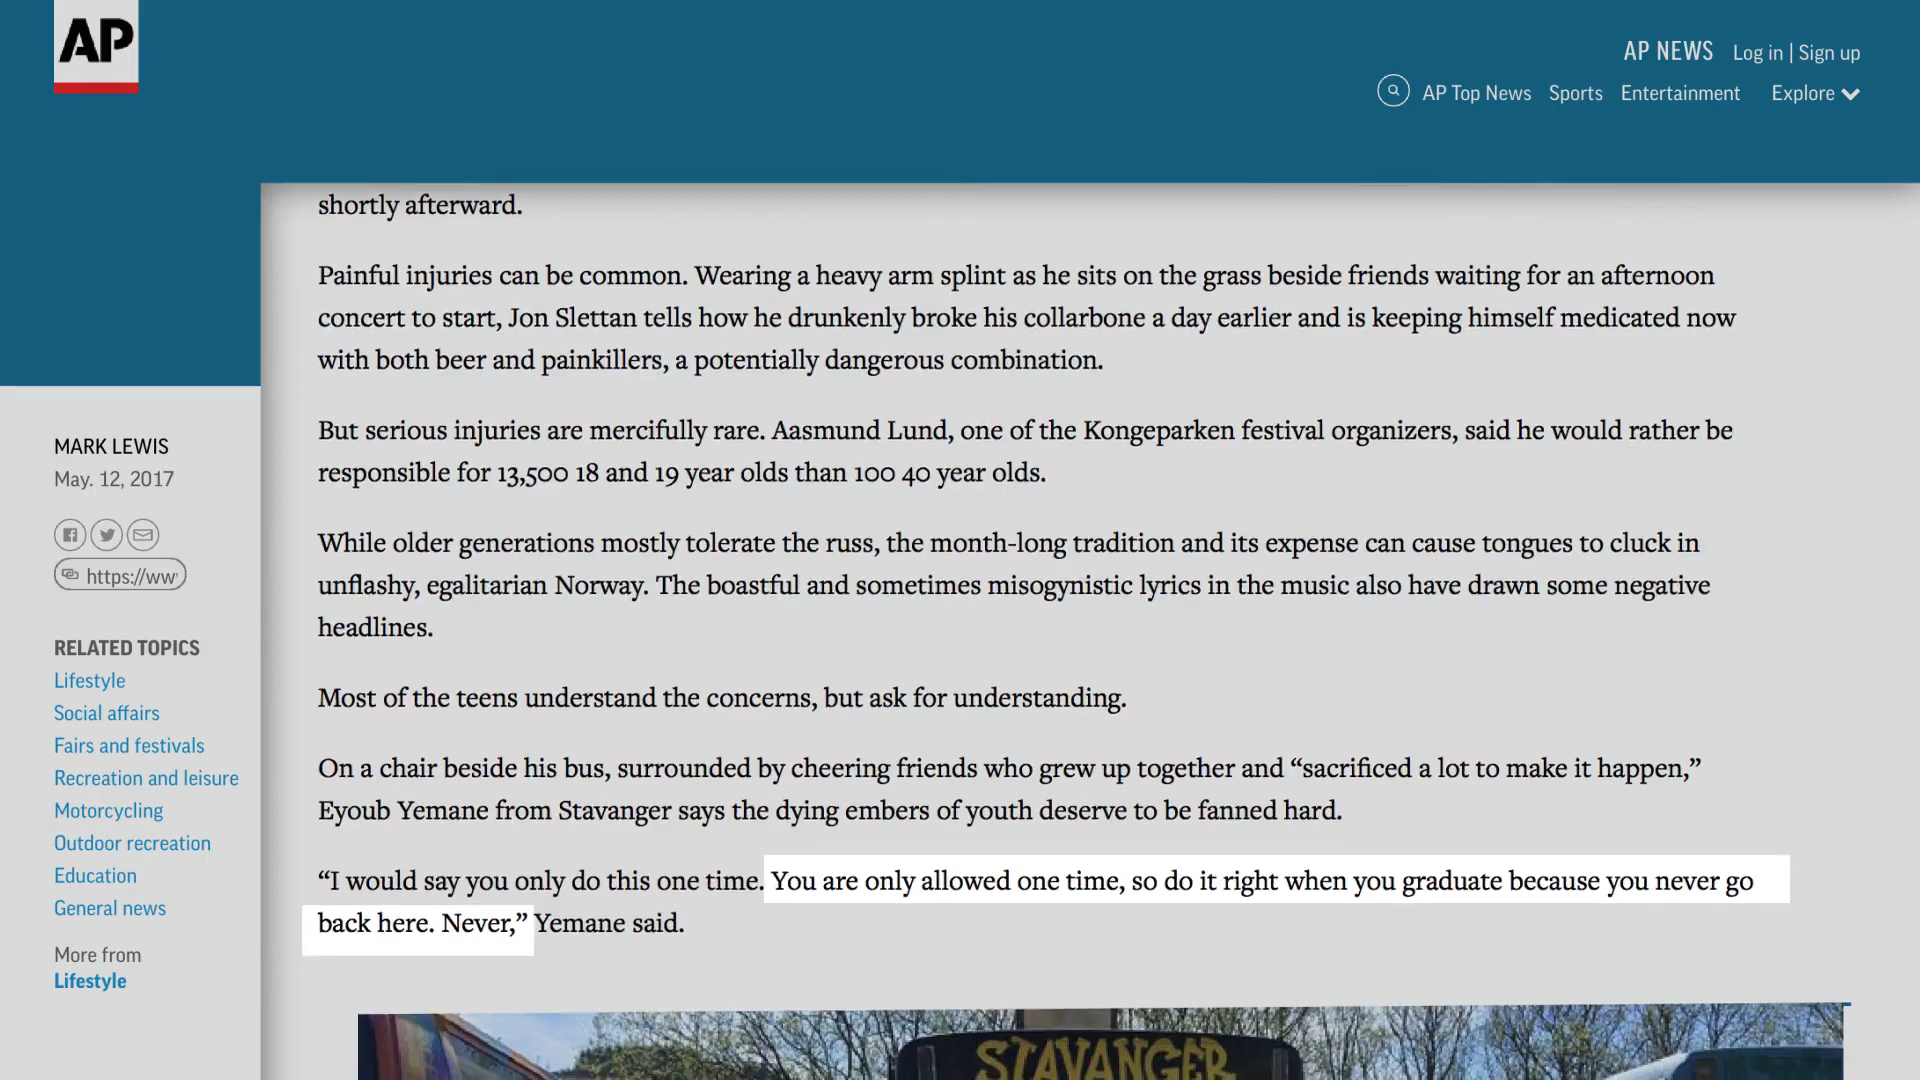 AP
AP NEWS Log in | Sign up
AP Top News Sports Entertainment Explore
shortly afterward.
Painful injuries can be common. Wearing a heavy arm splint as he sits on the grass beside friends waiting for an afternoon
concert to start, Jon Slettan tells how he drunkenly broke his collarbone a day earlier and is keeping himself medicated now
with both beer and painkillers, a potentially dangerous combination.
But serious injuries are mercifully rare. Aasmund Lund, one of the Kongeparken festival organizers, said he would rather be
responsible for 13,500 18 and 19 year olds than 100 40 year olds.
While older generations mostly tolerate the russ, the month-long tradition and its expense can cause tongues to cluck in
unflashy, egalitarian Norway. The boastful and sometimes misogynistic lyrics in the music also have drawn some negative
headlines.
Most of the teens understand the concerns, but ask for understanding.
On a chair beside his bus, surrounded by cheering friends who grew up together and “sacrificed a lot to make it happen,”
Eyoub Yemane from Stavanger says the dying embers of youth deserve to be fanned hard.
“I would say you only do this one time. You are only allowed one time, so do it right when you graduate because you never go
back here. Never,” Yemane said.
MARK LEWIS
May. 12, 2017
https://ww
RELATED TOPICS
Lifestyle
Social affairs
Fairs and festivals
Recreation and leisure
Motorcycling
Outdoor recreation
Education
General news
More from
Lifestyle
STAVANGER